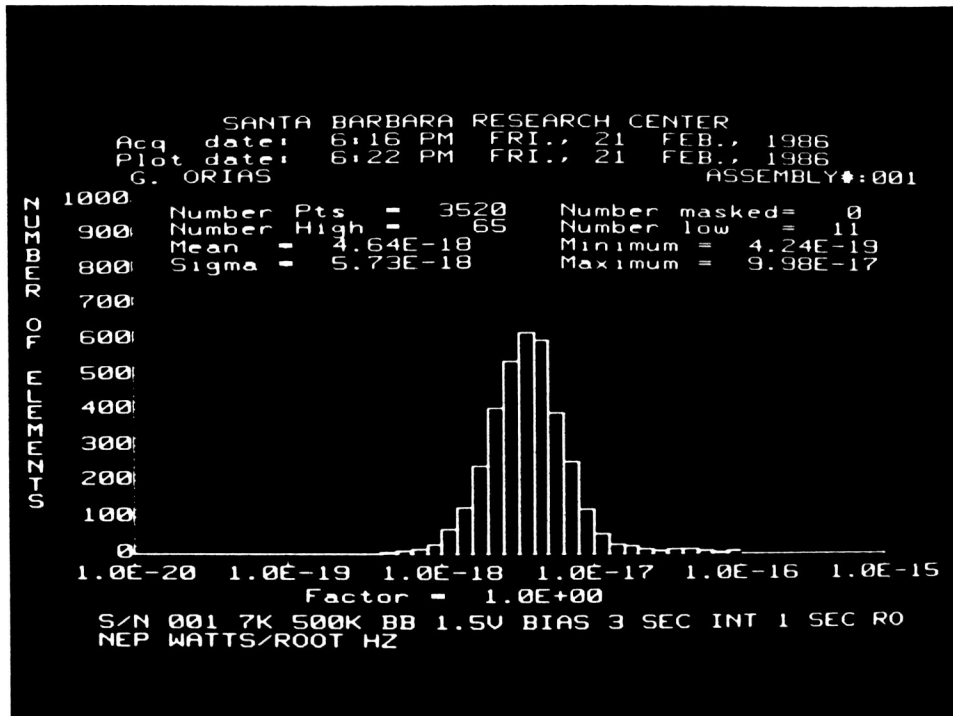 SANTA BARBARA RESEARCH CENTER
Acq date: 6:16 PM FRI., 21 FEB., 1986
Plot date: 6:22 PM FRI., 21 FEB., 1986
G. ORIAS ASSEMBLY#:001
Number Pts = 3520 Number masked= 0
Number High = 65 Number low = 11
Mean = 4.64E-18 Minimum = 4.24E-19
Sigma = 5.73E-18 Maximum = 9.98E-17
NUMBER OF ELEMENTS
1000
900
800
700
600
500
400
300
200
100
0
1.0E-20 1.0E-19 1.0E-18 1.0E-17 1.0E-16 1.0E-15
Factor = 1.0E+00
S/N 001 7K 500K BB 1.5V BIAS 3 SEC INT 1 SEC RO
NEP WATTS/ROOT HZ